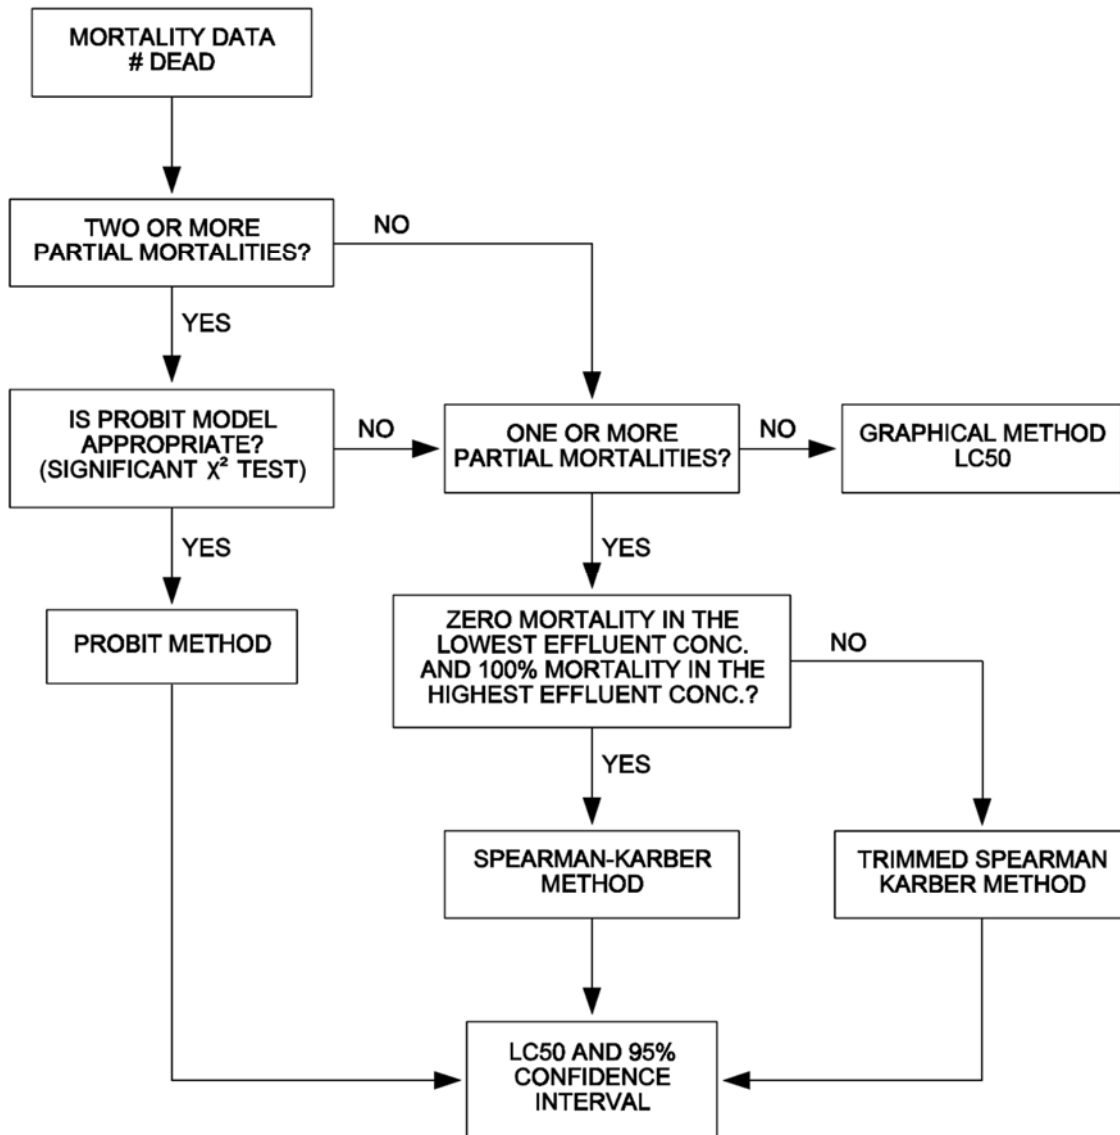 MORTALITY DATA
# DEAD
TWO OR MORE
PARTIAL MORTALITIES?
NO
YES
IS PROBIT MODEL
APPROPRIATE?
(SIGNIFICANT χ² TEST)
NO
ONE OR MORE
PARTIAL MORTALITIES?
NO
GRAPHICAL METHOD
LC50
YES
YES
PROBIT METHOD
ZERO MORTALITY IN THE
LOWEST EFFLUENT CONC.
AND 100% MORTALITY IN THE
HIGHEST EFFLUENT CONC.?
NO
YES
SPEARMAN-KARBER
METHOD
TRIMMED SPEARMAN
KARBER METHOD
LC50 AND 95%
CONFIDENCE
INTERVAL